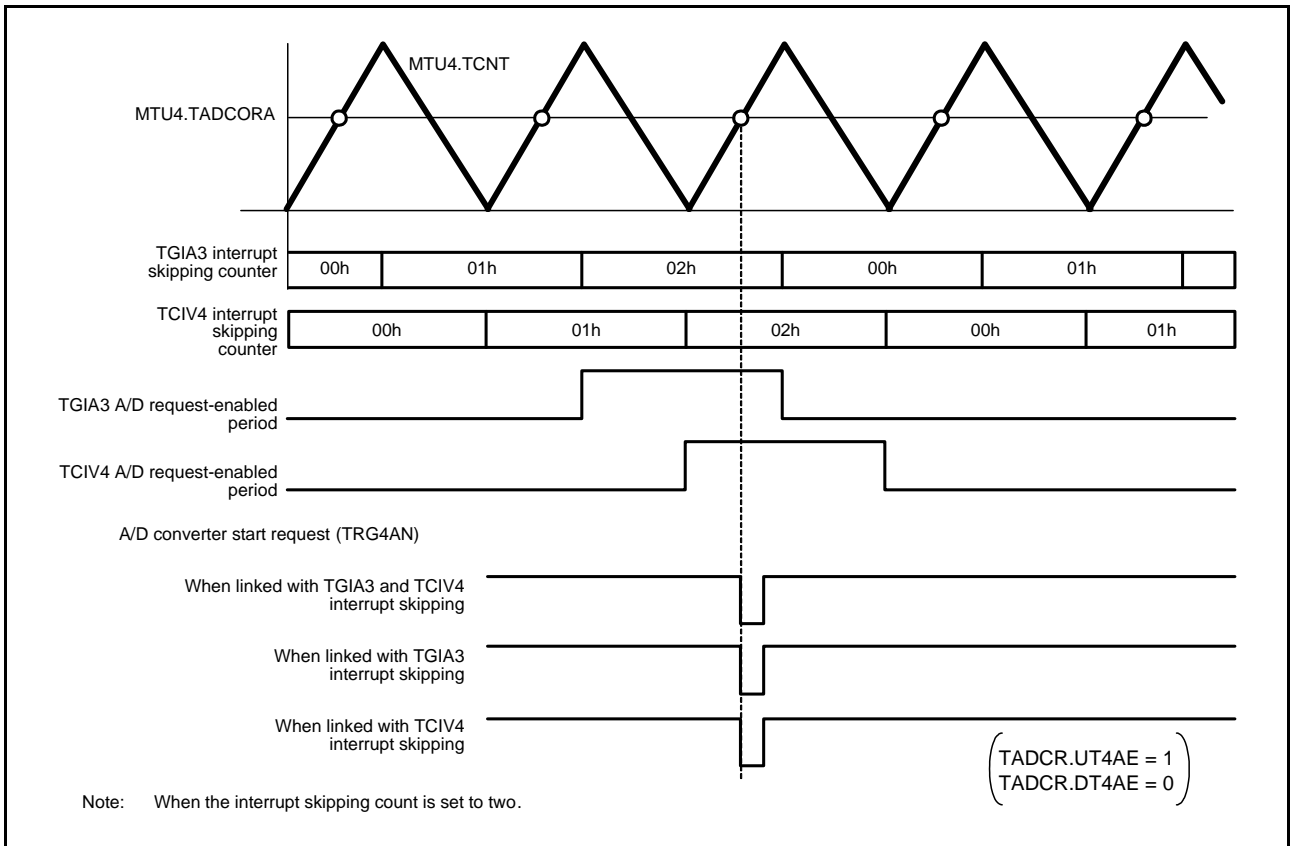 MTU4.TCNT
MTU4.TADCORA
TGIA3 interrupt
skipping counter
00h
01h
02h
00h
01h
TCIV4 interrupt
skipping
counter
00h
01h
02h
00h
01h
TGIA3 A/D request-enabled
period
TCIV4 A/D request-enabled
period
A/D converter start request (TRG4AN)
When linked with TGIA3 and TCIV4
interrupt skipping
When linked with TGIA3
interrupt skipping
When linked with TCIV4
interrupt skipping
TADCR.UT4AE = 1
TADCR.DT4AE = 0
Note: When the interrupt skipping count is set to two.